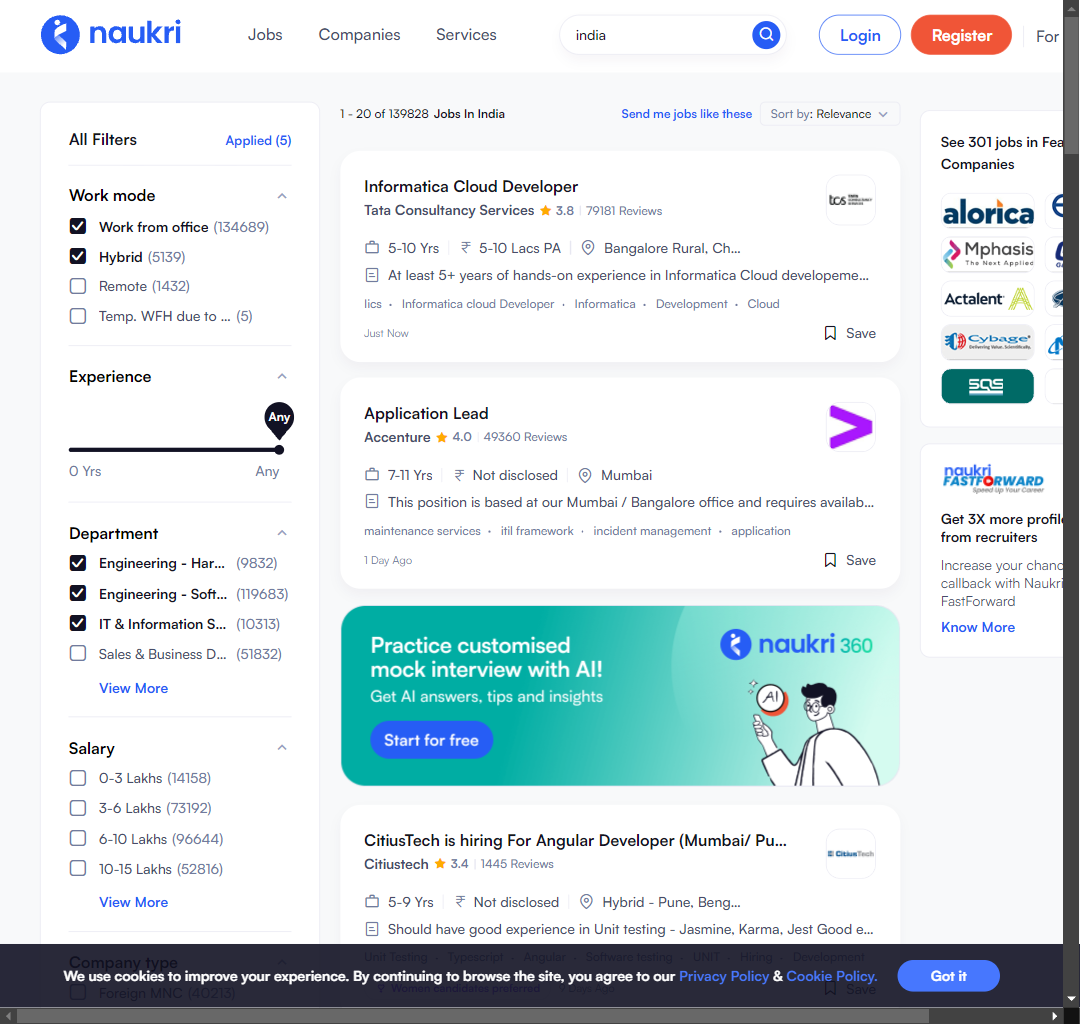 naukri
Jobs
Companies
Services
india
Login
Register
For
All Filters
Applied (5)
Work mode
Work from office (134689)
Hybrid (5139)
Remote (1432)
Temp. WFH due to ... (5)
Experience
Any
0 Yrs
Any
Department
Engineering - Har... (9832)
Engineering - Soft... (119683)
IT & Information S... (10313)
Sales & Business D... (51832)
View More
Salary
0-3 Lakhs (14158)
3-6 Lakhs (73192)
6-10 Lakhs (96644)
10-15 Lakhs (52816)
View More
Company type
Foreign MNC (40213)
1 - 20 of 139828 Jobs In India
Send me jobs like these
Sort by: Relevance
Informatica Cloud Developer
Tata Consultancy Services 3.8 79181 Reviews
tcs TATA CONSULTANCY SERVICES
5-10 Yrs
₹ 5-10 Lacs PA
Bangalore Rural, Ch...
At least 5+ years of hands-on experience in Informatica Cloud developeme...
Iics · Informatica cloud Developer · Informatica · Development · Cloud
Just Now
Save
Application Lead
Accenture 4.0 49360 Reviews
7-11 Yrs
₹ Not disclosed
Mumbai
This position is based at our Mumbai / Bangalore office and requires availab...
maintenance services · itil framework · incident management · application
1 Day Ago
Save
Practice customised
mock interview with AI!
Get AI answers, tips and insights
Start for free
naukri 360
AI
CitiusTech is hiring For Angular Developer (Mumbai/ Pu...
Citiustech 3.4 1445 Reviews
CitiusTech
5-9 Yrs
₹ Not disclosed
Hybrid - Pune, Beng...
Should have good experience in Unit testing - Jasmine, Karma, Jest Good e...
Unit Testing · Typescript · Angular · Software testing · UNIT · Hiring · Development
Women candidates preferred
Save
See 301 jobs in Fea
Companies
alorica
Mphasis
The Next Applied
Actalent
Cybage
Delivering Value. Scientifically.
SQS
naukri
FASTFORWARD
Speed Up Your Career
Get 3X more profile
from recruiters
Increase your chanc
callback with Naukri
FastForward
Know More
We use cookies to improve your experience. By continuing to browse the site, you agree to our Privacy Policy & Cookie Policy.
Got it